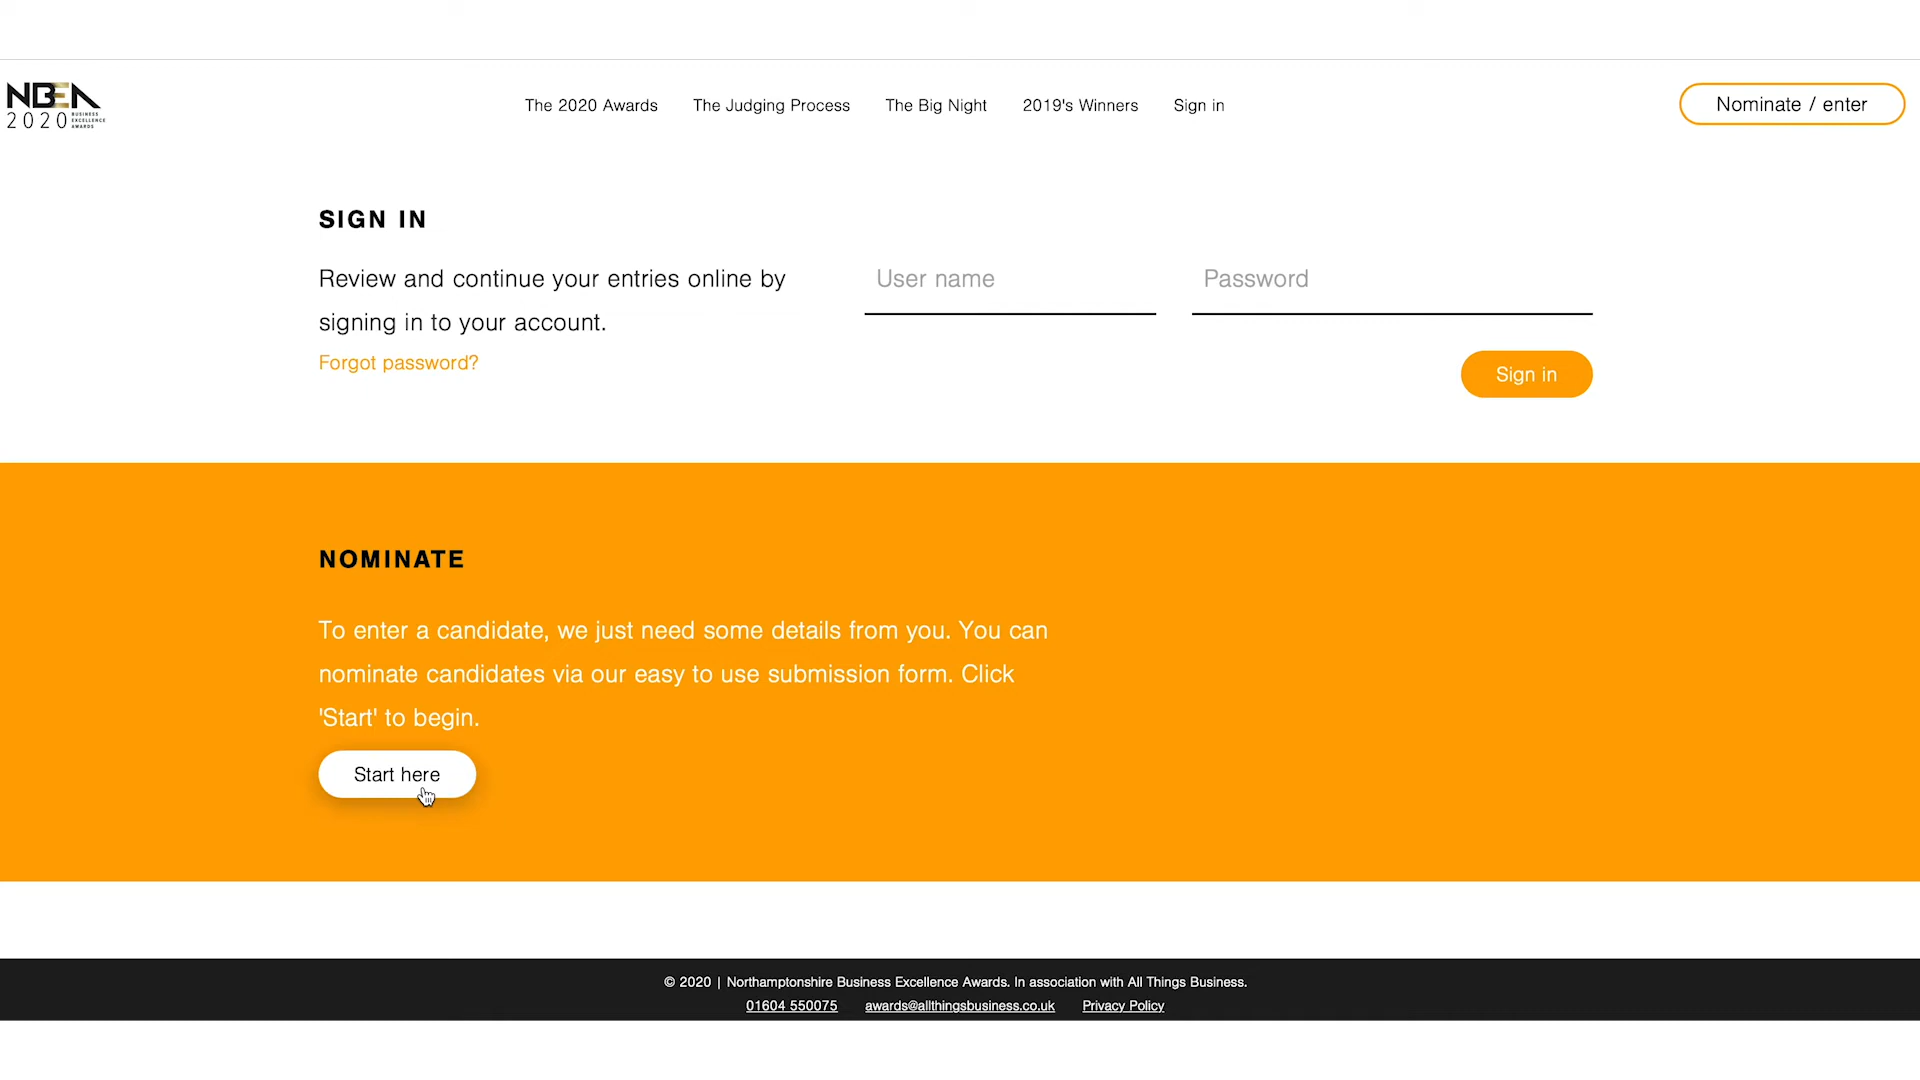 NBEA
2020 BUSINESS
EXCELLENCE
AWARDS
The 2020 Awards
The Judging Process
The Big Night
2019's Winners
Sign in
Nominate / enter
SIGN IN
Review and continue your entries online by
signing in to your account.
Forgot password?
User name
Password
Sign in
NOMINATE
To enter a candidate, we just need some details from you. You can
nominate candidates via our easy to use submission form. Click
'Start' to begin.
Start here
© 2020 | Northamptonshire Business Excellence Awards. In association with All Things Business.
01604 550075 awards@allthingsbusiness.co.uk Privacy Policy